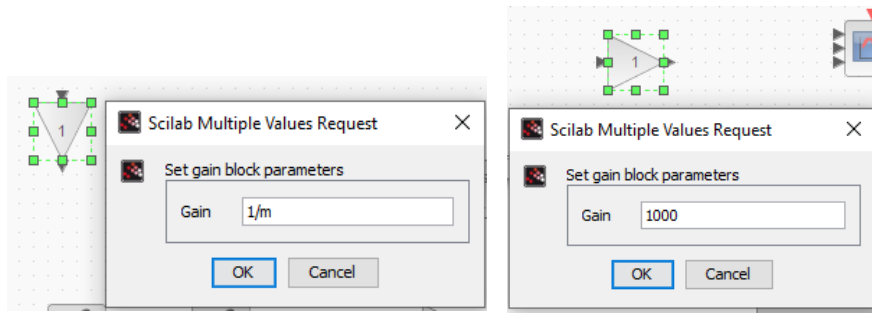 1
Scilab Multiple Values Request
Set gain block parameters
Gain 1/m
OK Cancel
1
Scilab Multiple Values Request
Set gain block parameters
Gain 1000
OK Cancel